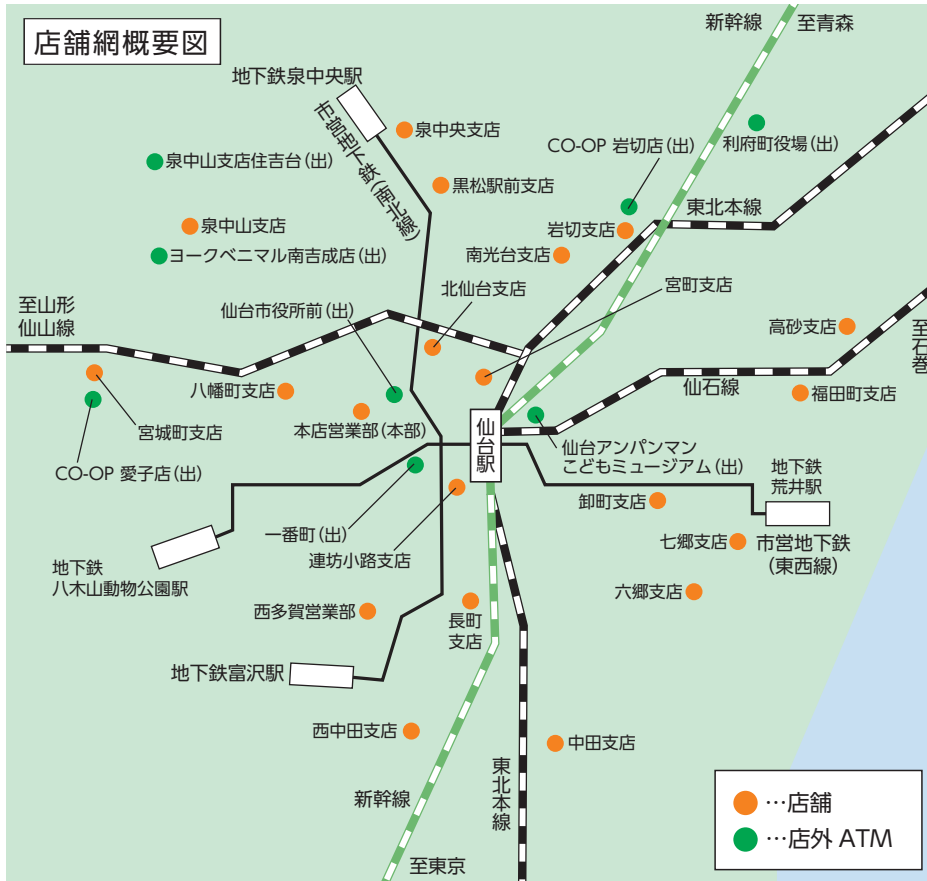 店舗網概要図
新幹線
至青森
地下鉄泉中央駅
市営地下鉄(南北線)
泉中央支店
CO-OP 岩切店(出)
利府町役場(出)
泉中山支店住吉台(出)
黒松駅前支店
東北本線
泉中山支店
岩切支店
ヨークベニマル南吉成店(出)
南光台支店
北仙台支店
宮町支店
至山形
仙山線
仙台市役所前(出)
高砂支店
至石巻
八幡町支店
仙石線
福田町支店
宮城町支店
本店営業部(本部)
仙台駅
仙台アンパンマン
こどもミュージアム(出)
CO-OP 愛子店(出)
地下鉄
荒井駅
卸町支店
一番町(出)
七郷支店
市営地下鉄
(東西線)
連坊小路支店
地下鉄
八木山動物公園駅
六郷支店
西多賀営業部
長町
支店
地下鉄富沢駅
西中田支店
中田支店
東北本線
新幹線
至東京
…店舗
…店外 ATM